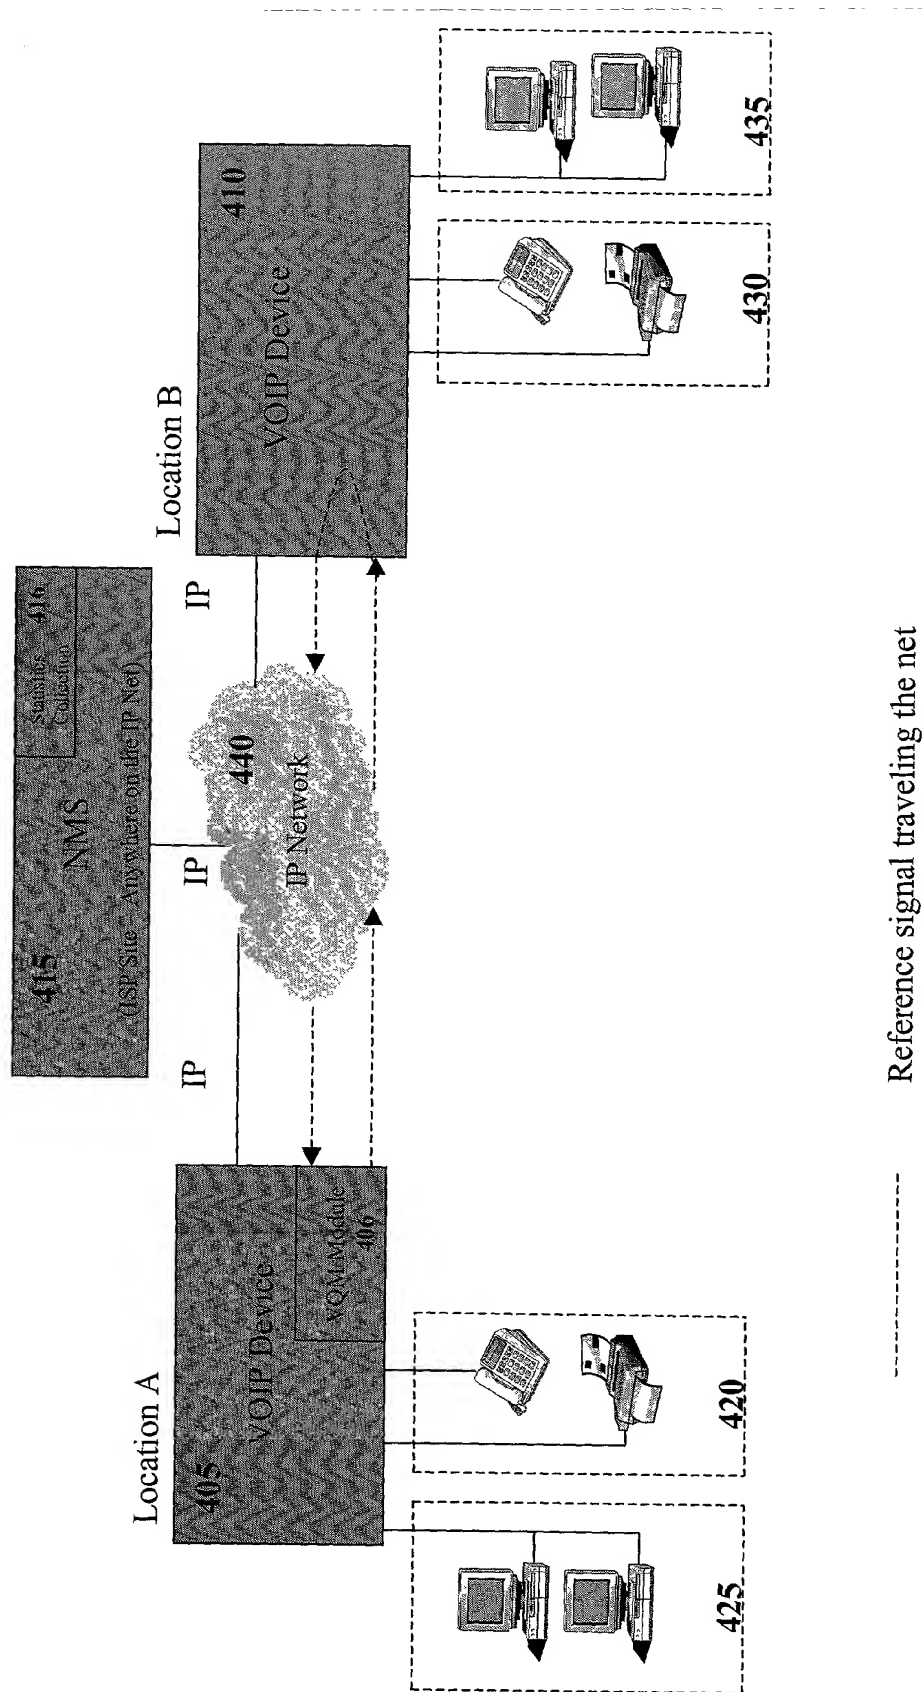 415
NMS
(ISP Site – Anywhere on the IP Net)
Statistics
Collection
416
Location A
405
VOIP Device
VQM Module
406
IP
IP
IP
440
IP Network
Location B
410
VOIP Device
425
420
430
435
Reference signal traveling the net